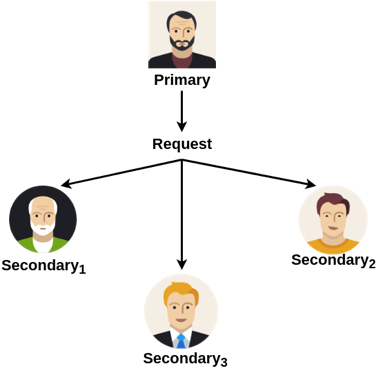 Primary
Request
Secondary₁
Secondary₂
Secondary₃